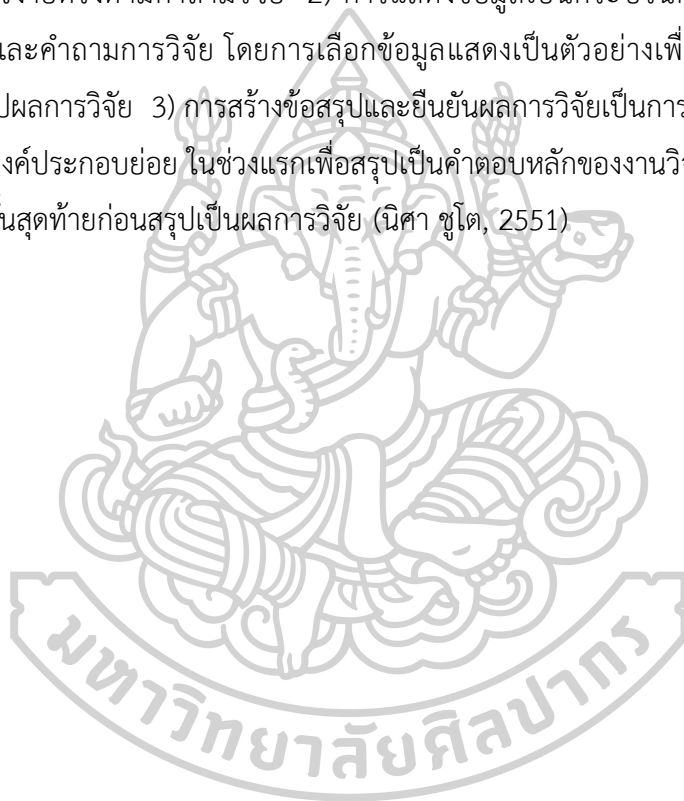 และคำถามการวิจัย โดยการเลือกข้อมูลแสดงเป็นตัวอย่างเพื่
ปผลการวิจัย 3) การสร้างข้อสรุปและยืนยันผลการวิจัยเป็นการ
งค์ประกอบย่อย ในช่วงแรกเพื่อสรุปเป็นคำตอบหลักของงานวิจ
ั้นสุดท้ายก่อนสรุปเป็นผลการวิจัย (นิศา ชูโต, 2551)
มหาวิทยาลัยศิลปากร